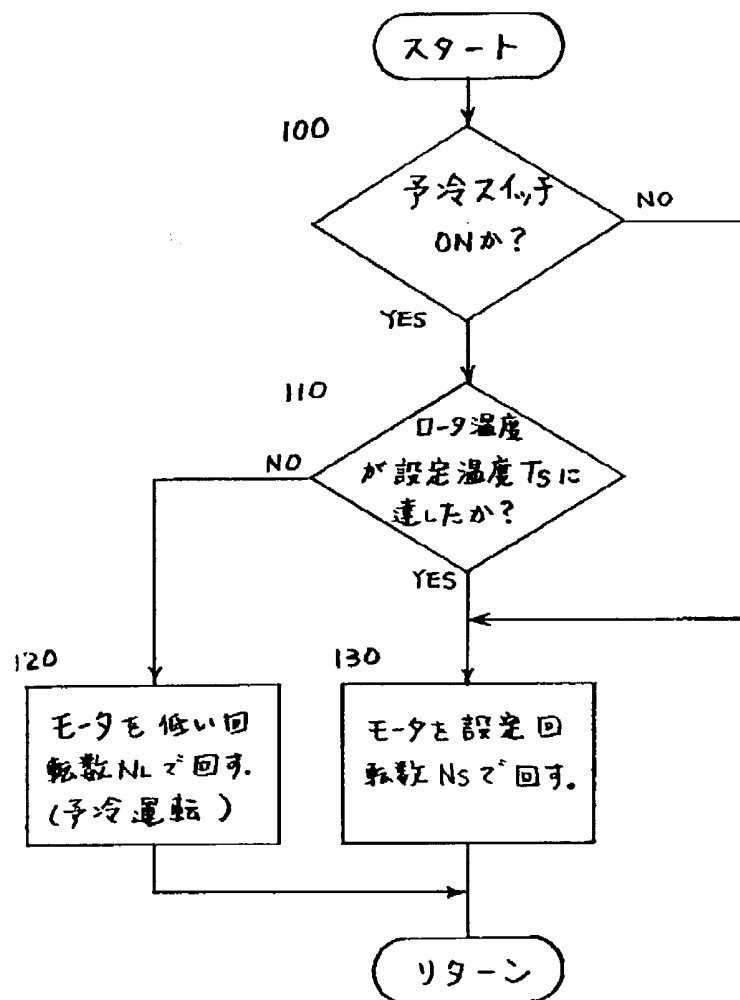 スタート
100
予冷スイッチ
ONか?
NO
YES
110
ロータ温度
が設定温度TSに
達したか?
NO
YES
120
モータを低い回
転数NLで回す.
(予冷運転)
130
モータを設定回
転数NSで回す。
リターン